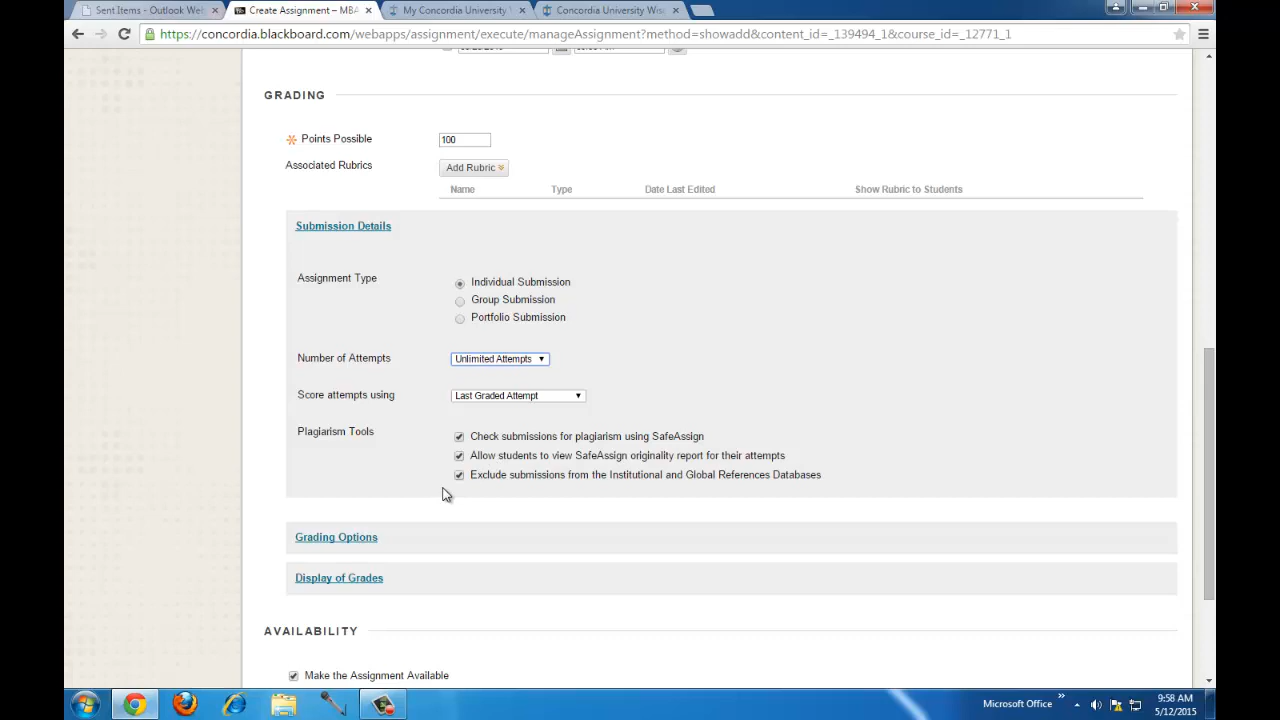 Sent Items - Outlook Web
Create Assignment – MBA
My Concordia University
Concordia University Wis
https://concordia.blackboard.com/webapps/assignment/execute/manageAssignment?method=showadd&content_id=_139494_1&course_id=_12771_1
GRADING
Points Possible 100
Associated Rubrics Add Rubric
Name Type Date Last Edited Show Rubric to Students
Submission Details
Assignment Type
Individual Submission
Group Submission
Portfolio Submission
Number of Attempts Unlimited Attempts
Score attempts using Last Graded Attempt
Plagiarism Tools
Check submissions for plagiarism using SafeAssign
Allow students to view SafeAssign originality report for their attempts
Exclude submissions from the Institutional and Global References Databases
Grading Options
Display of Grades
AVAILABILITY
Make the Assignment Available
Microsoft Office
9:58 AM
5/12/2015